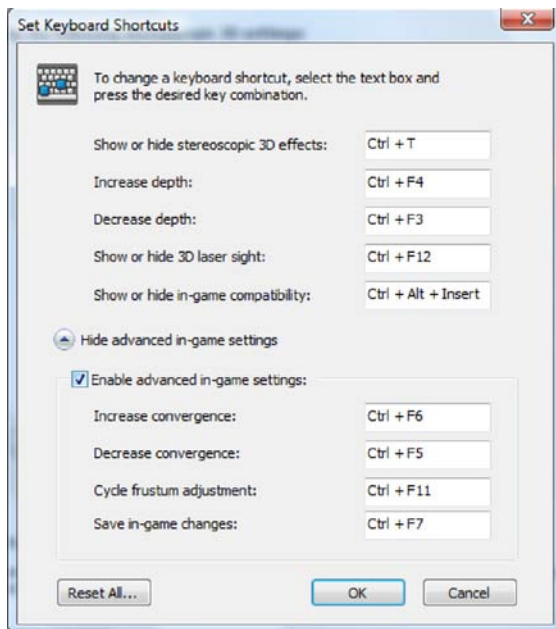 Set Keyboard Shortcuts
To change a keyboard shortcut, select the text box and
press the desired key combination.
Show or hide stereoscopic 3D effects: Ctrl + T
Increase depth: Ctrl + F4
Decrease depth: Ctrl + F3
Show or hide 3D laser sight: Ctrl + F12
Show or hide in-game compatibility: Ctrl + Alt + Insert
Hide advanced in-game settings
Enable advanced in-game settings:
Increase convergence: Ctrl + F6
Decrease convergence: Ctrl + F5
Cycle frustum adjustment: Ctrl + F11
Save in-game changes: Ctrl + F7
Reset All... OK Cancel